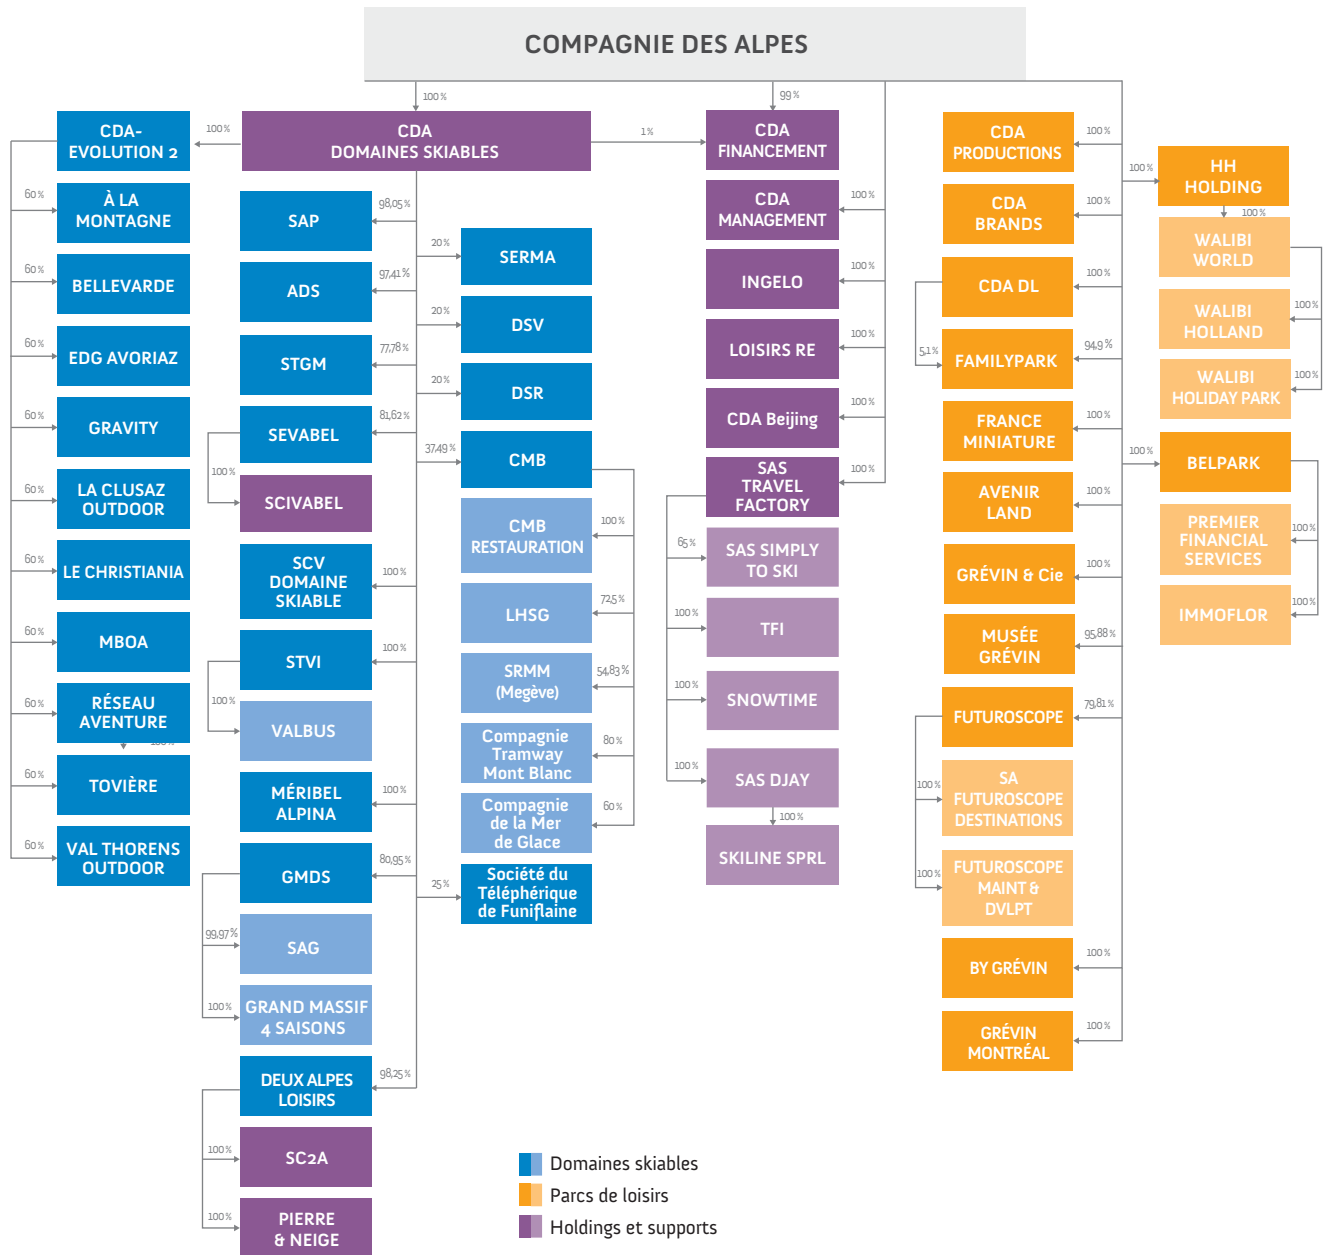 COMPAGNIE DES ALPES
100 %
99 %
CDA-
EVOLUTION 2
100 %
CDA
DOMAINES SKIABLES
1 %
CDA
FINANCEMENT
60 %
À LA
MONTAGNE
60 %
BELLEVARDE
60 %
EDG AVORIAZ
60 %
GRAVITY
60 %
LA CLUSAZ
OUTDOOR
60 %
LE CHRISTIANIA
60 %
MBOA
60 %
RÉSEAU
AVENTURE
60 %
TOVIÈRE
60 %
VAL THORENS
OUTDOOR
SAP
98,05 %
ADS
97,41 %
STGM
77,78 %
SEVABEL
81,62 %
100 %
SCIVABEL
SCV
DOMAINE
SKIABLE
100 %
STVI
100 %
100 %
VALBUS
MÉRIBEL
ALPINA
100 %
GMDS
80,95 %
99,97 %
SAG
100 %
GRAND MASSIF
4 SAISONS
DEUX ALPES
LOISIRS
98,25 %
100 %
SC2A
100 %
PIERRE
& NEIGE
20 %
SERMA
20 %
DSV
20 %
DSR
37,49 %
CMB
CMB
RESTAURATION
100 %
LHSG
72,5 %
SRMM
(Megève)
54,83 %
Compagnie
Tramway
Mont Blanc
80 %
Compagnie
de la Mer
de Glace
60 %
25 %
Société du
Téléphérique
de Funiflaine
CDA
MANAGEMENT
100 %
INGELO
100 %
LOISIRS RE
100 %
CDA Beijing
100 %
SAS
TRAVEL
FACTORY
100 %
65 %
SAS SIMPLY
TO SKI
100 %
TFI
100 %
SNOWTIME
100 %
SAS DJAY
100 %
SKILINE SPRL
CDA
PRODUCTIONS
100 %
CDA
BRANDS
100 %
CDA DL
100 %
5,1 %
FAMILYPARK
94,9 %
FRANCE
MINIATURE
100 %
AVENIR
LAND
100 %
GRÉVIN & Cie
100 %
MUSÉE
GRÉVIN
95,88 %
FUTUROSCOPE
79,81 %
100 %
SA
FUTUROSCOPE
DESTINATIONS
100 %
FUTUROSCOPE
MAINT &
DVLPT
BY GRÉVIN
100 %
GRÉVIN
MONTRÉAL
100 %
100 %
HH
HOLDING
100 %
WALIBI
WORLD
WALIBI
HOLLAND
100 %
WALIBI
HOLIDAY PARK
100 %
100 %
BELPARK
PREMIER
FINANCIAL
SERVICES
100 %
IMMOFLOR
100 %
Domaines skiables
Parcs de loisirs
Holdings et supports